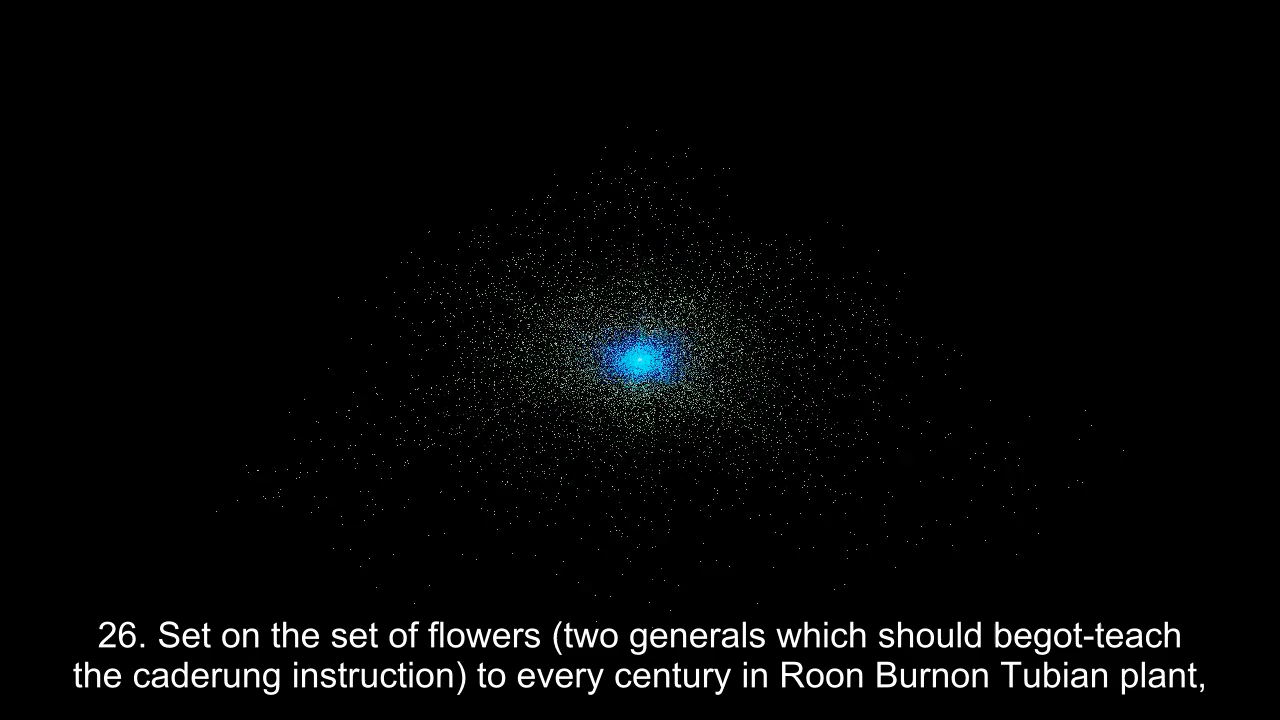 26. Set on the set of flowers (two generals which should begot-teach
the caderung instruction) to every century in Roon Burnon Tubian plant,